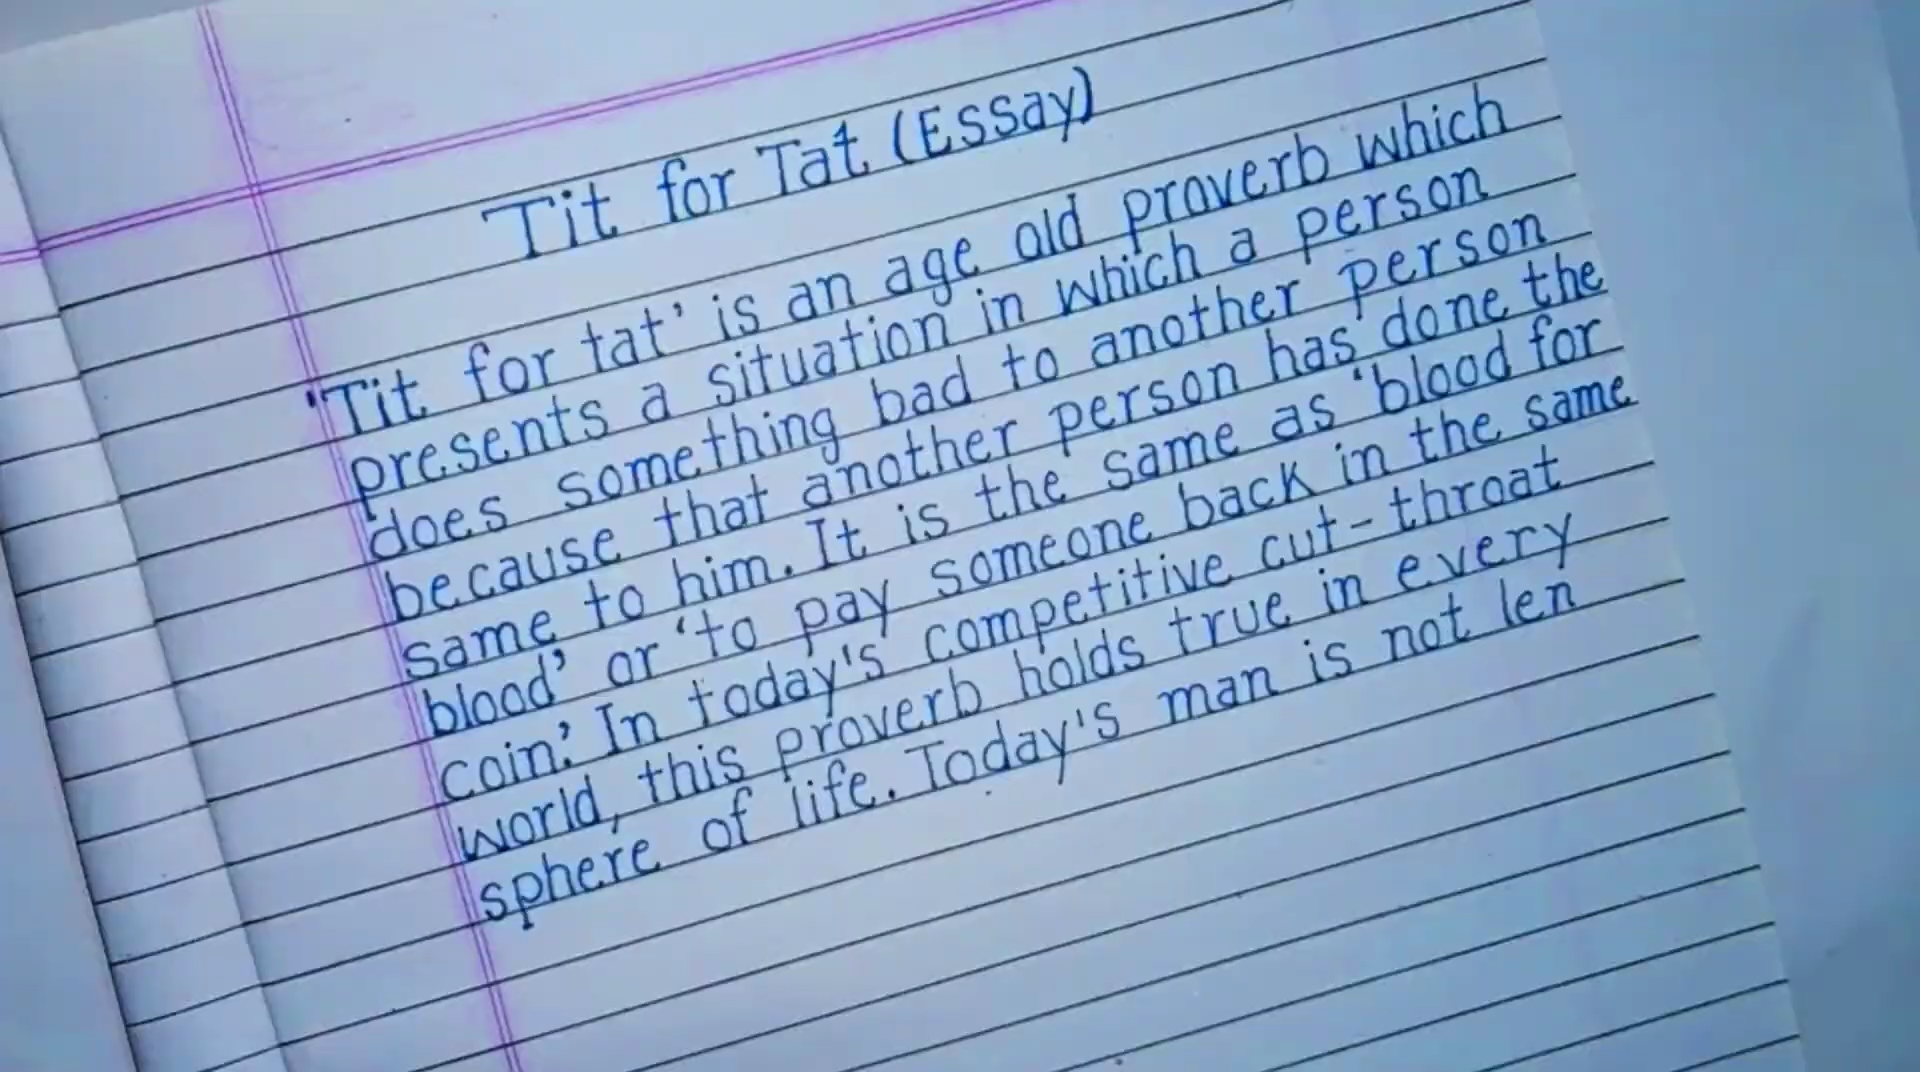 Tit for Tat (Essay)
'Tit for tat' is an age old proverb which
presents a situation in which a person
does something bad to another person
because that another person has done the
same to him. It is the same as 'blood for
blood' or 'to pay someone back in the same
coin.' In today's competitive cut-throat
world, this proverb holds true in every
sphere of life. Today's man is not len